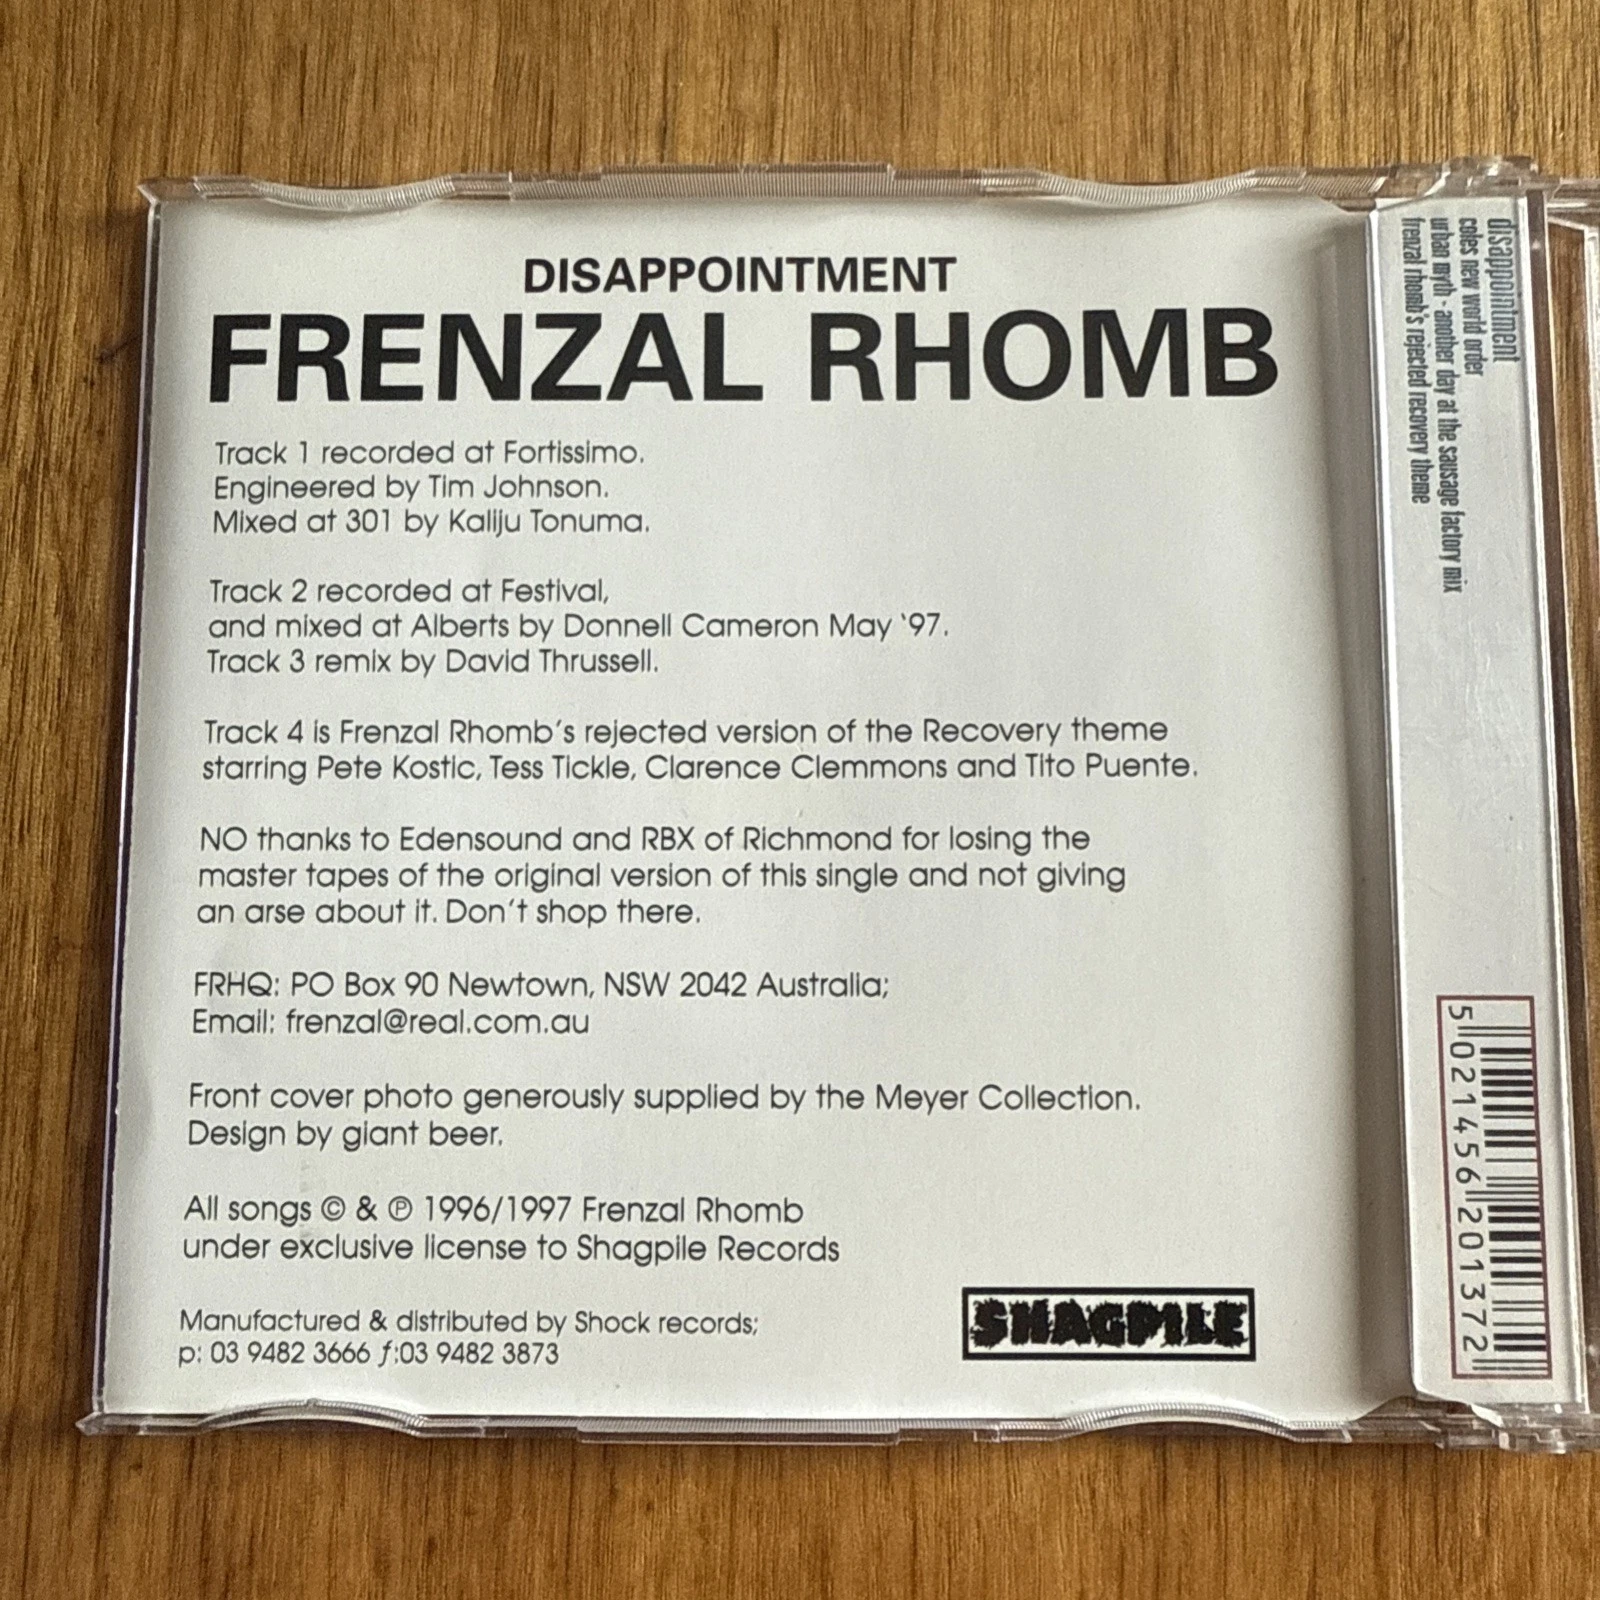 DISAPPOINTMENT
FRENZAL RHOMB
Track 1 recorded at Fortissimo.
Engineered by Tim Johnson.
Mixed at 301 by Kaliju Tonuma.
Track 2 recorded at Festival,
and mixed at Alberts by Donnell Cameron May '97.
Track 3 remix by David Thrussell.
Track 4 is Frenzal Rhomb's rejected version of the Recovery theme
starring Pete Kostic, Tess Tickle, Clarence Clemmons and Tito Puente.
NO thanks to Edensound and RBX of Richmond for losing the
master tapes of the original version of this single and not giving
an arse about it. Don't shop there.
FRHQ: PO Box 90 Newtown, NSW 2042 Australia;
Email: frenzal@real.com.au
Front cover photo generously supplied by the Meyer Collection.
Design by giant beer.
All songs © & ℗ 1996/1997 Frenzal Rhomb
under exclusive license to Shagpile Records
Manufactured & distributed by Shock records;
p: 03 9482 3666 f:03 9482 3873
SHAGPILE
disappointment
coles new world order
urban myth - another day at the sausage factory mix
frenzal rhomb's rejected recovery theme
5 021456 201372